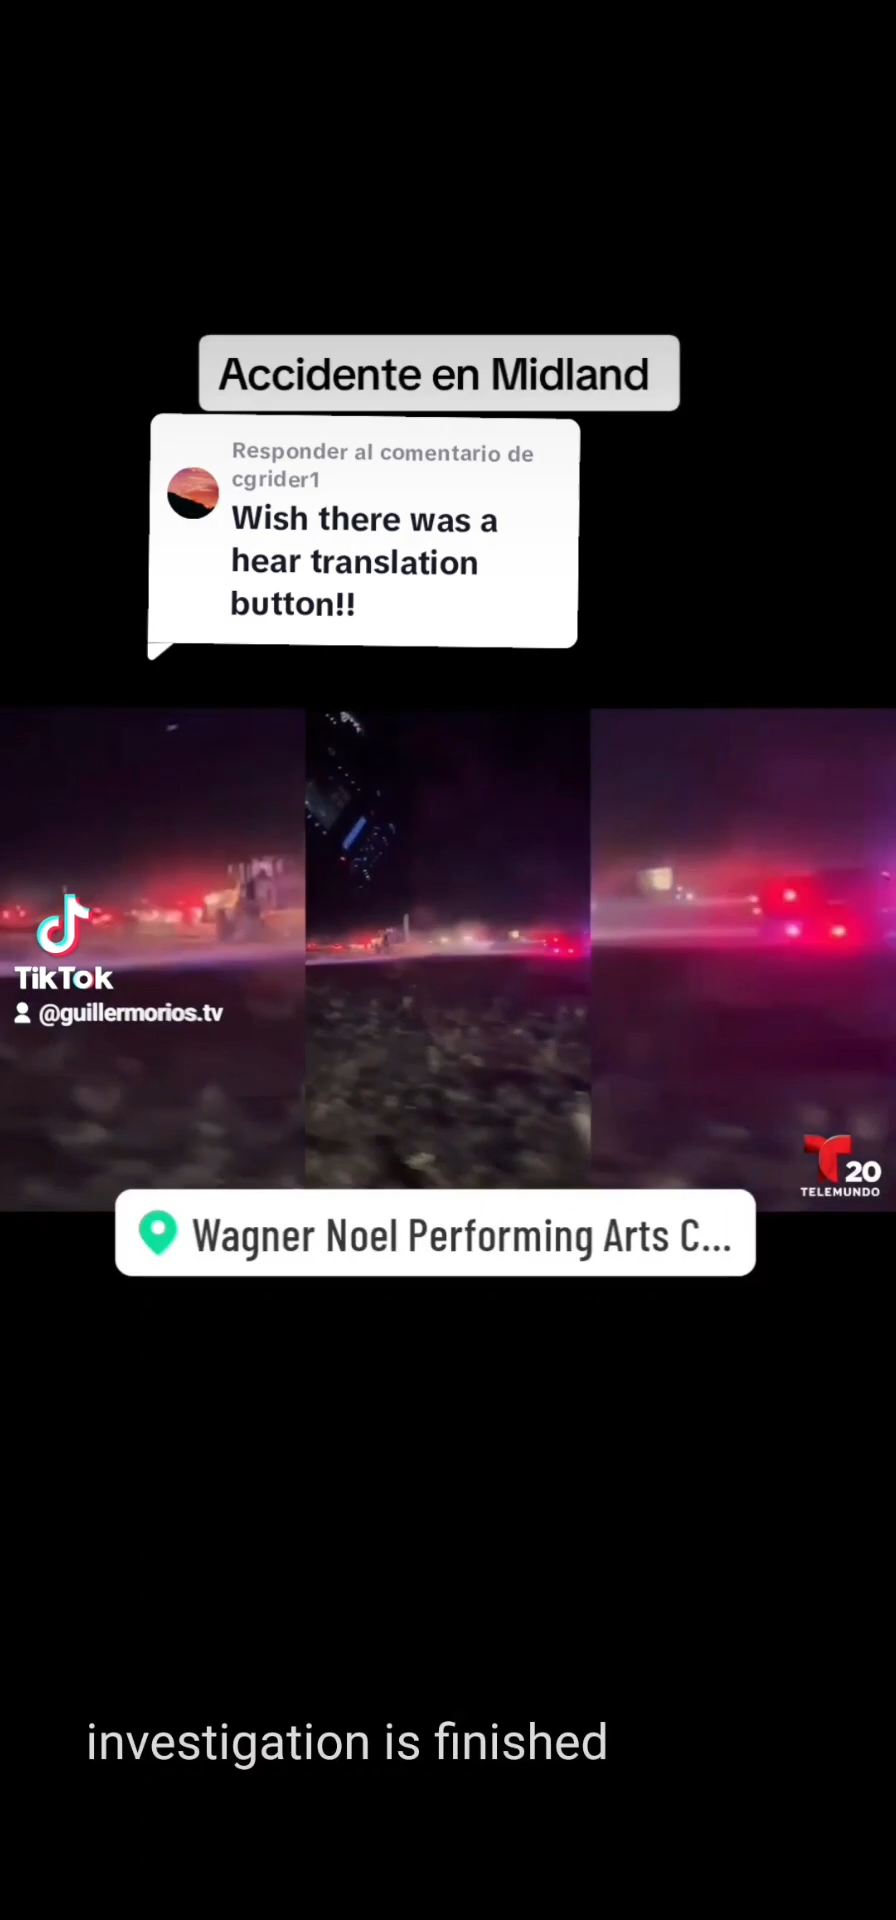 Accidente en Midland
Responder al comentario de
cgrider1
Wish there was a
hear translation
button!!
TikTok
@guillermorios.tv
20
TELEMUNDO
Wagner Noel Performing Arts C...
investigation is finished